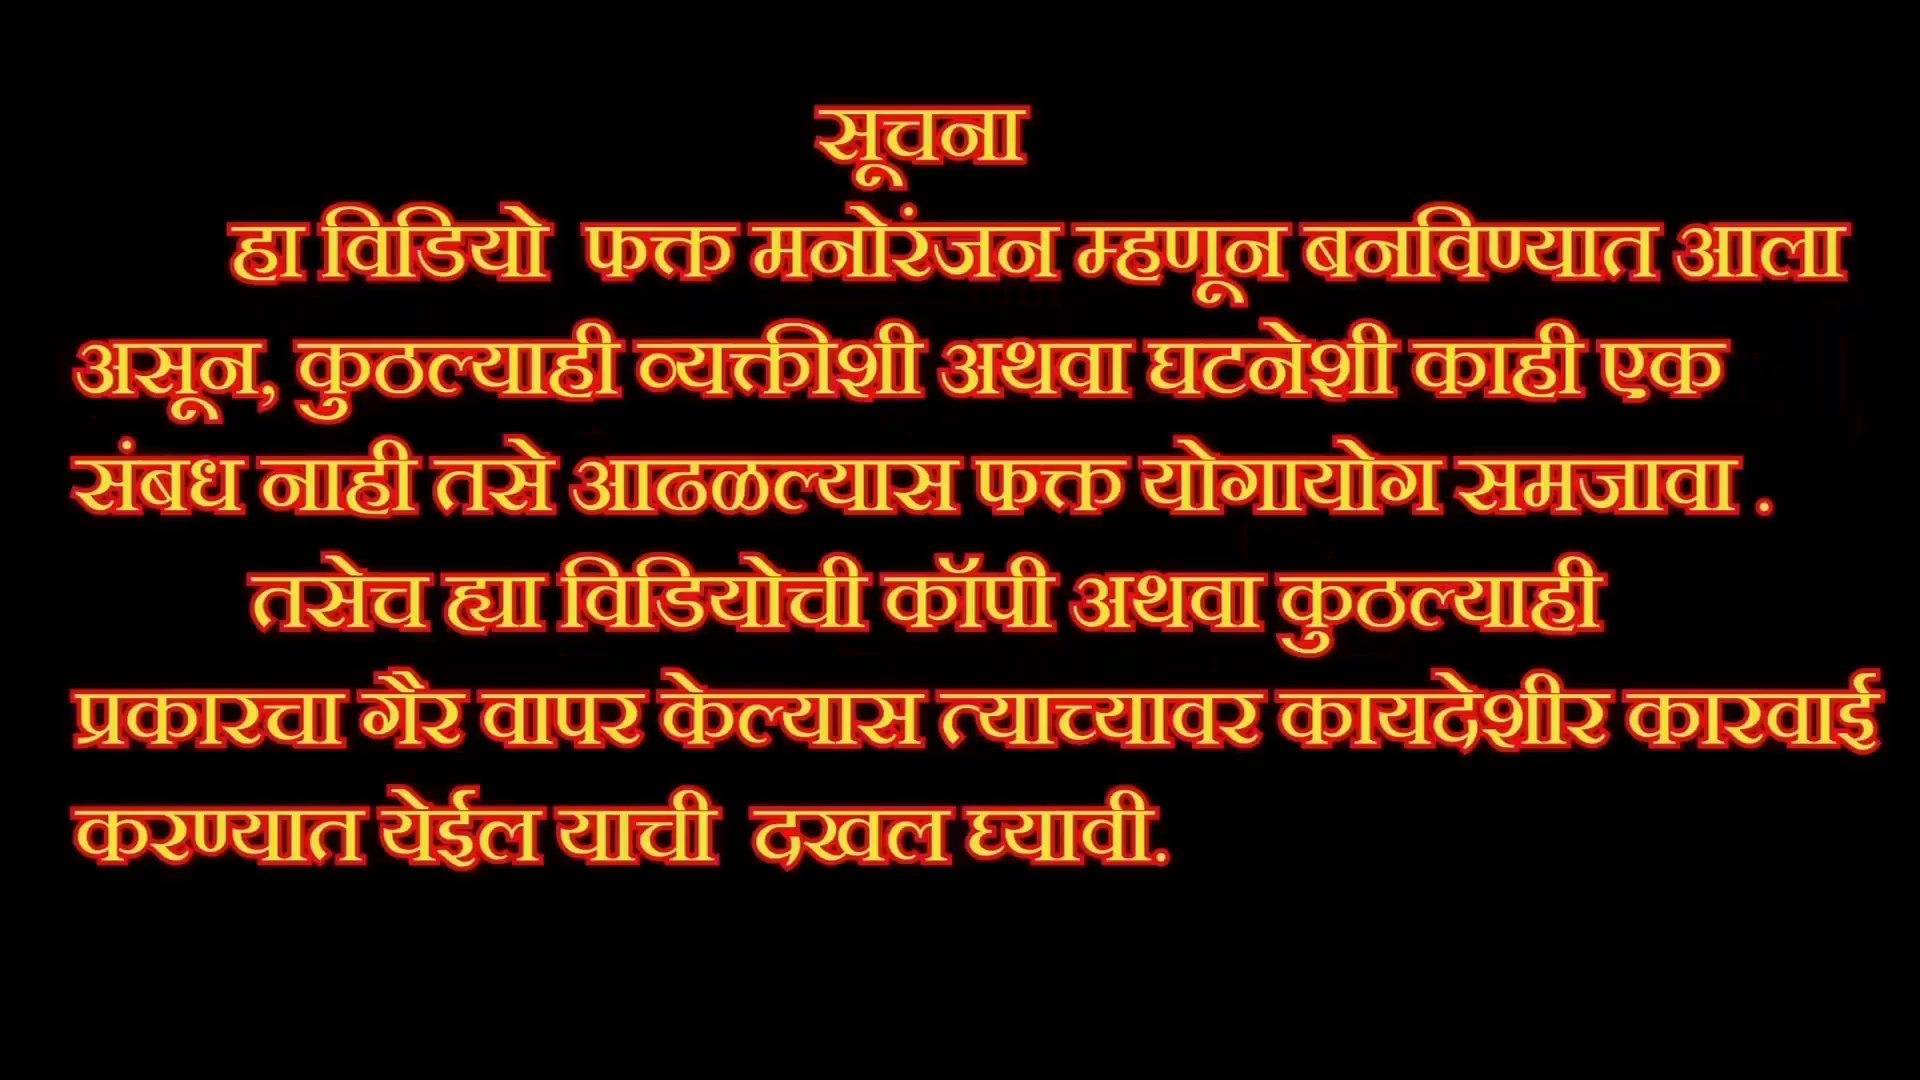 सूचना
हा विडियो फक्त मनोरंजन म्हणून बनविण्यात आला
असून, कुठल्याही व्यक्तीशी अथवा घटनेशी काही एक
संबध नाही तसे आढळल्यास फक्त योगायोग समजावा .
तसेच ह्या विडियोची कॉपी अथवा कुठल्याही
प्रकारचा गैर वापर केल्यास त्याच्यावर कायदेशीर कारवाई
करण्यात येईल याची दखल घ्यावी.